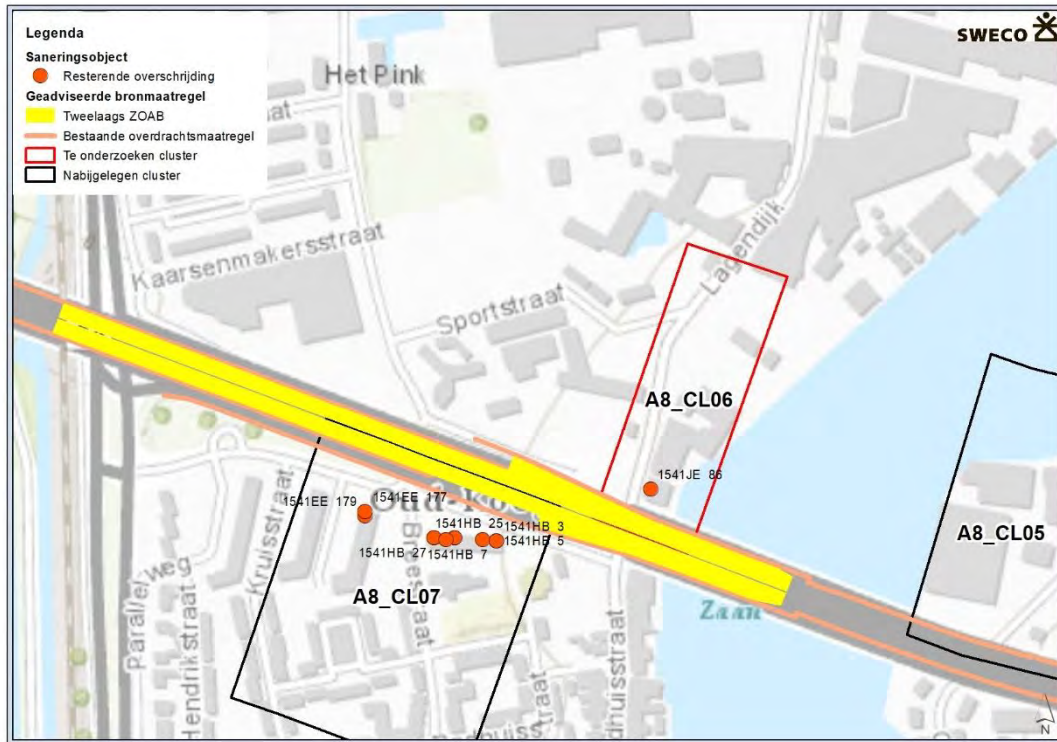 Legenda
Saneringsobject
Resterende overschrijding
Geadviseerde bronmaatregel
Tweelaags ZOAB
Bestaande overdrachtsmaatregel
Te onderzoeken cluster
Nabijgelegen cluster
SWECO
Het Pink
Kaarsenmakersstraat
Sportstraat
Lagendijk
A8_CL06
1541JE 86
A8_CL05
Kruisstraat
1541EE 179
1541EE 177
1541HB 25
1541HB 3
1541HB 5
1541HB 27
1541HB 7
A8_CL07
Breestraat
Parallelweg
Hendrikstraat
Zaan
N